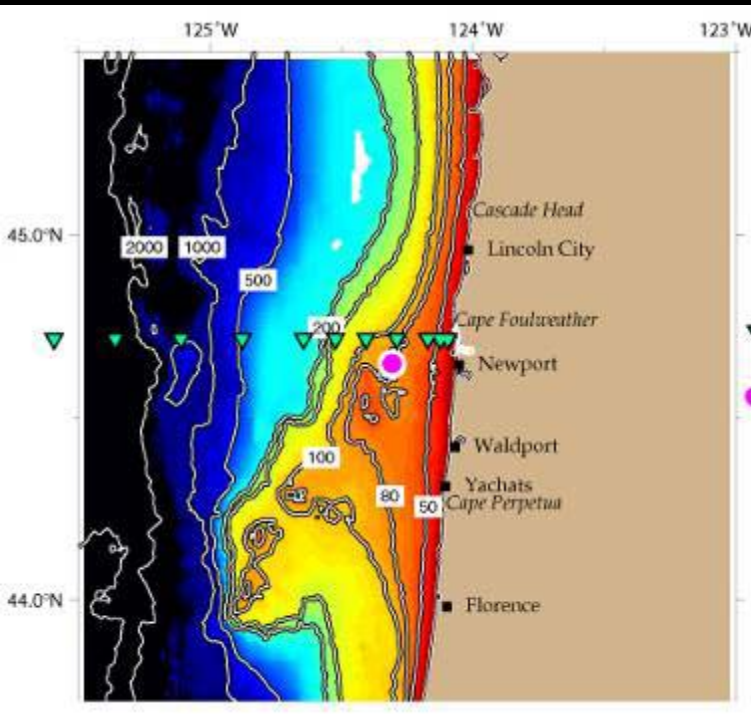 125°W
124°W
123°W
Cascade Head
45.0°N
2000
1000
Lincoln City
500
200
Cape Foulweather
Newport
Waldport
100
Yachats
80
50
Cape Perpetua
44.0°N
Florence